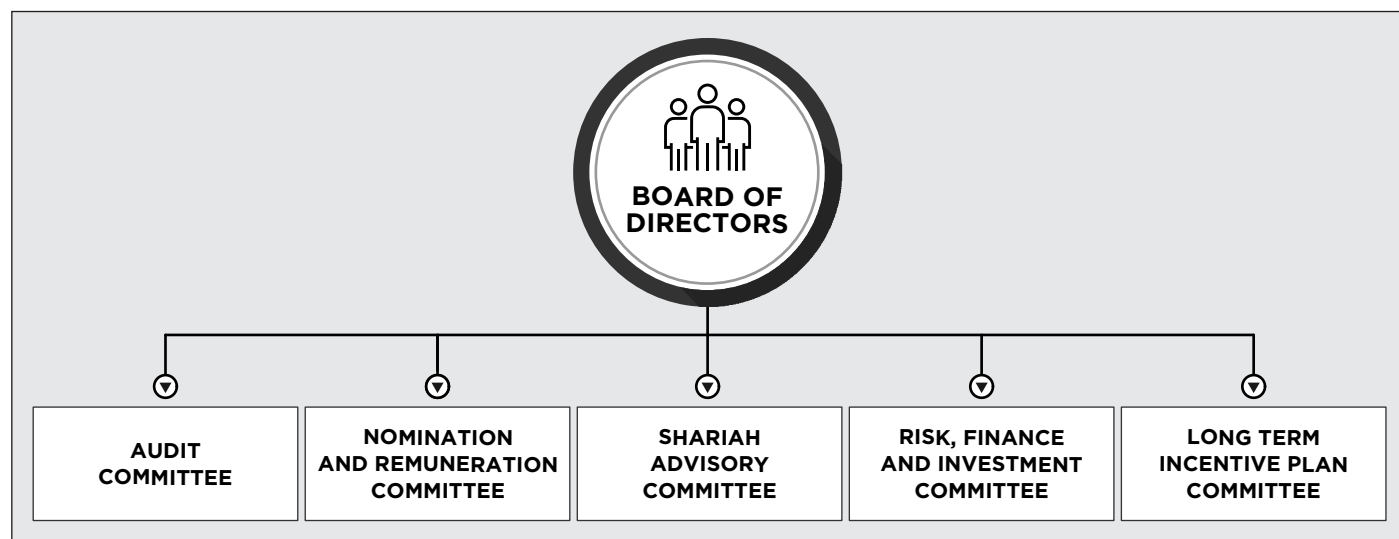 BOARD OF
DIRECTORS
AUDIT
COMMITTEE
NOMINATION
AND REMUNERATION
COMMITTEE
SHARIAH
ADVISORY
COMMITTEE
RISK, FINANCE
AND INVESTMENT
COMMITTEE
LONG TERM
INCENTIVE PLAN
COMMITTEE